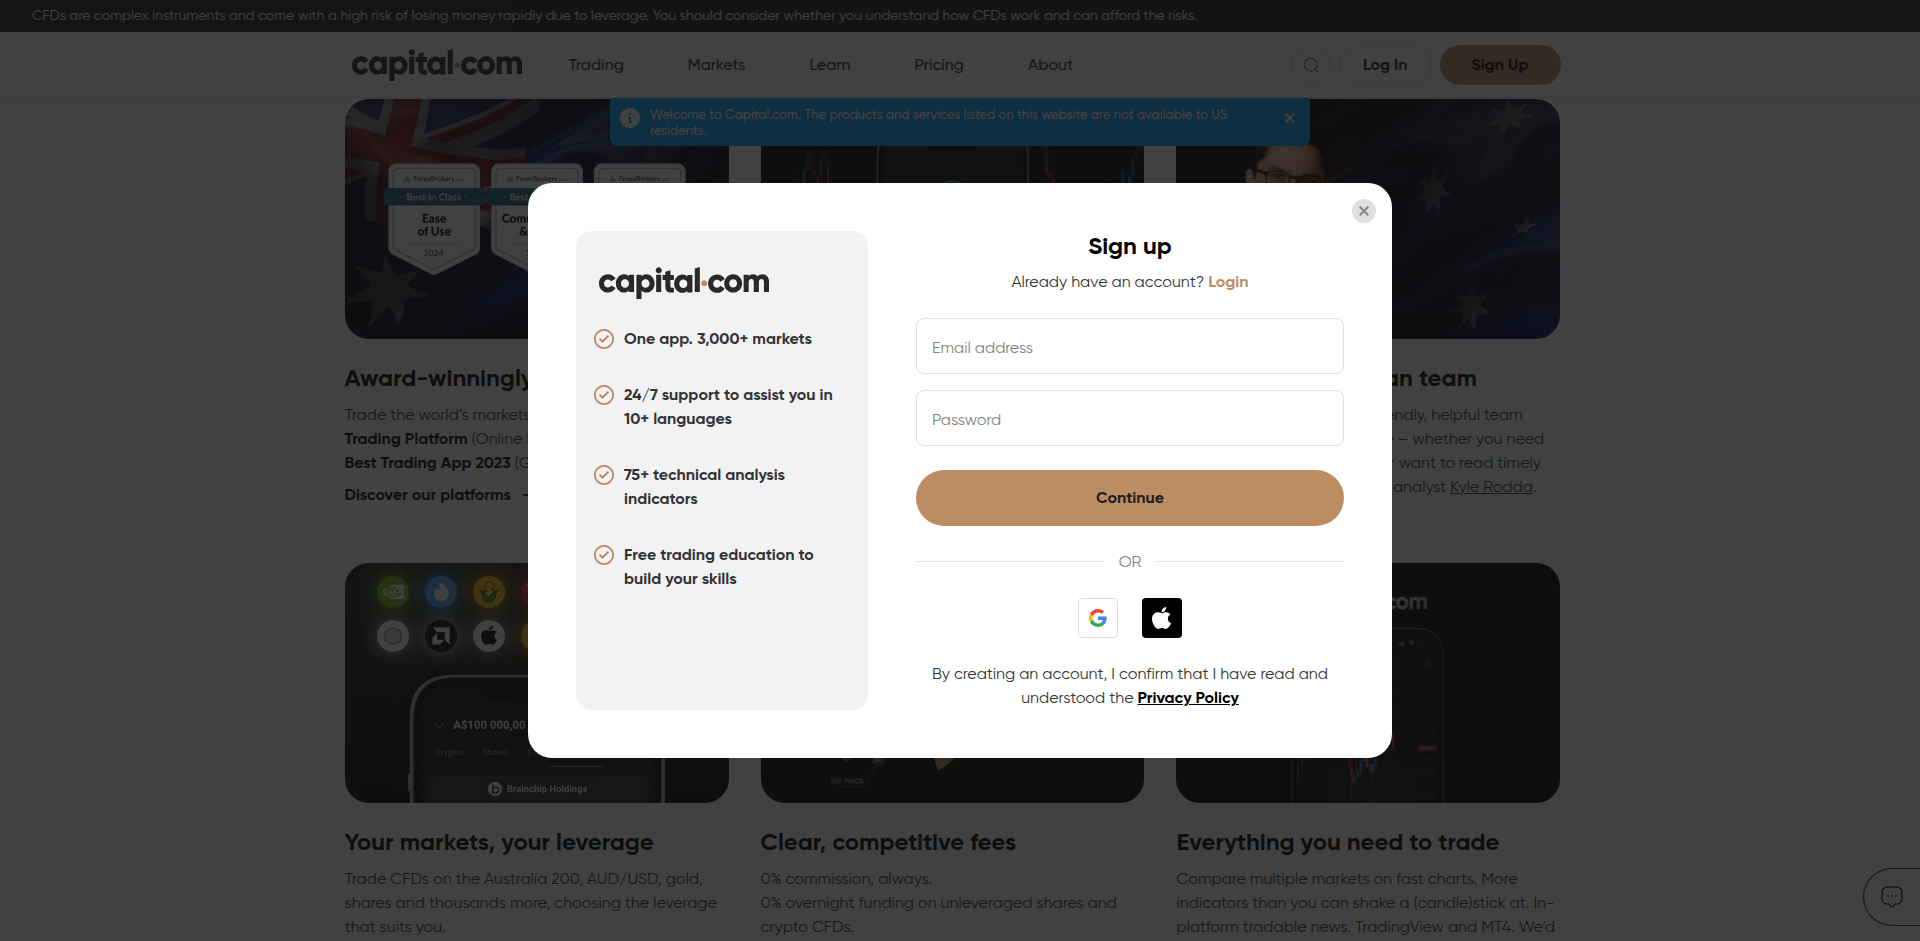 CFDs are complex instruments and come with a high risk of losing money rapidly due to leverage. You should consider whether you understand how CFDs work and can afford the risks.
capital.com
Trading
Markets
Learn
Pricing
About
Log In
Sign Up
Welcome to Capital.com. The products and services listed on this website are not available to US
residents.
ForexBrokers.com
ForexBrokers.com
ForexBrokers.com
Best In Class
Best
Ease
of Use
2024
Com
&
capital.com
One app. 3,000+ markets
24/7 support to assist you in
10+ languages
75+ technical analysis
indicators
Free trading education to
build your skills
Sign up
Already have an account? Login
Email address
Password
Continue
OR
By creating an account, I confirm that I have read and
understood the Privacy Policy
Award-winningly
Trade the world's markets
Trading Platform (Online
Best Trading App 2023 (G
Discover our platforms
an team
endly, helpful team
– whether you need
want to read timely
analyst Kyle Rodda.
A$100 000,00
Cryptos
Shares
Brainchip Holdings
BID PRICE
com
Your markets, your leverage
Trade CFDs on the Australia 200, AUD/USD, gold,
shares and thousands more, choosing the leverage
that suits you.
Clear, competitive fees
0% commission, always.
0% overnight funding on unleveraged shares and
crypto CFDs.
Everything you need to trade
Compare multiple markets on fast charts. More
indicators than you can shake a (candle)stick at. In-
platform tradable news. TradingView and MT4. We'd